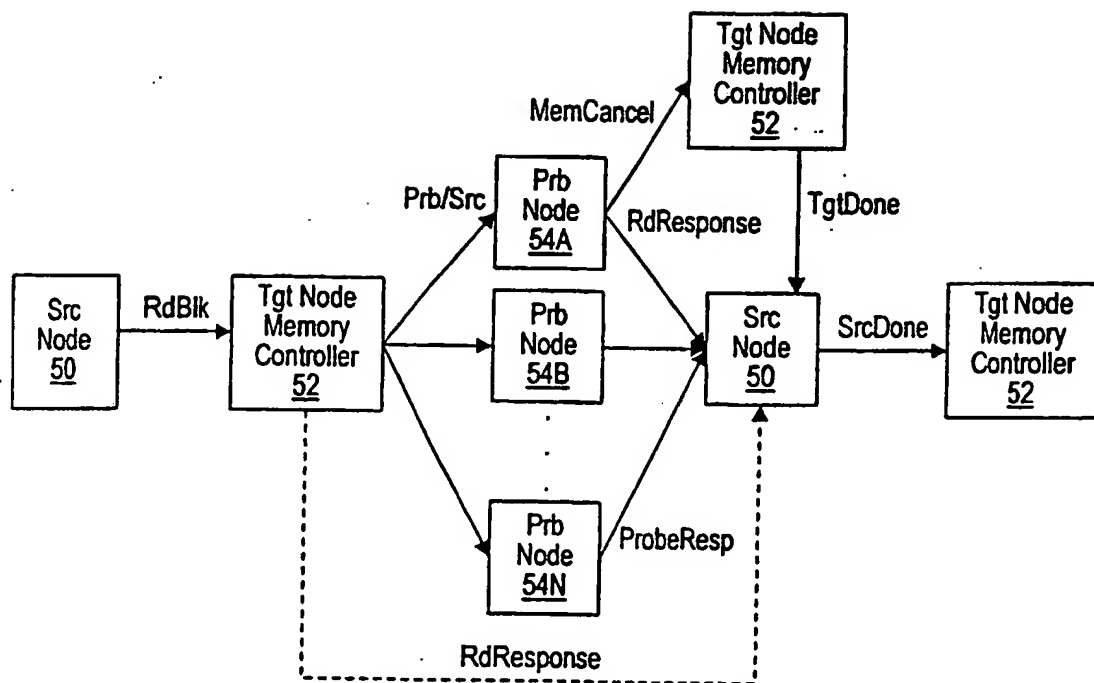 Tgt Node
Memory
Controller
52
MemCancel
Prb
Node
54A
Prb/Src
RdResponse
TgtDone
Src
Node
50
RdBlk
Tgt Node
Memory
Controller
52
Prb
Node
54B
Src
Node
50
SrcDone
Tgt Node
Memory
Controller
52
Prb
Node
54N
ProbeResp
RdResponse